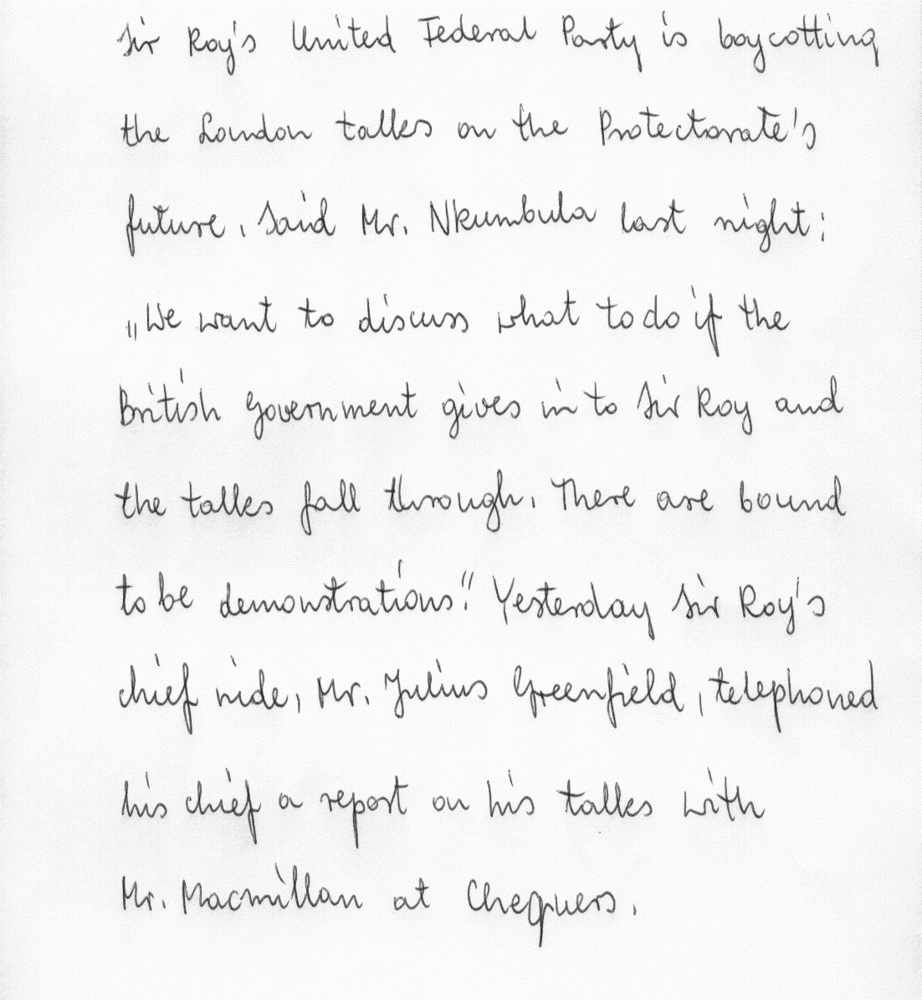 Sir Roy's United Federal Party is boycotting
the London talks on the Protectorate's
future. Said Mr. Nkumbula last night:
„We want to discuss what to do if the
British Government gives in to Sir Roy and
the talks fall through. There are bound
to be demonstrations." Yesterday Sir Roy's
chief aide, Mr. Julius Greenfield, telephoned
his chief a report on his talks with
Mr. Macmillan at Chequers.